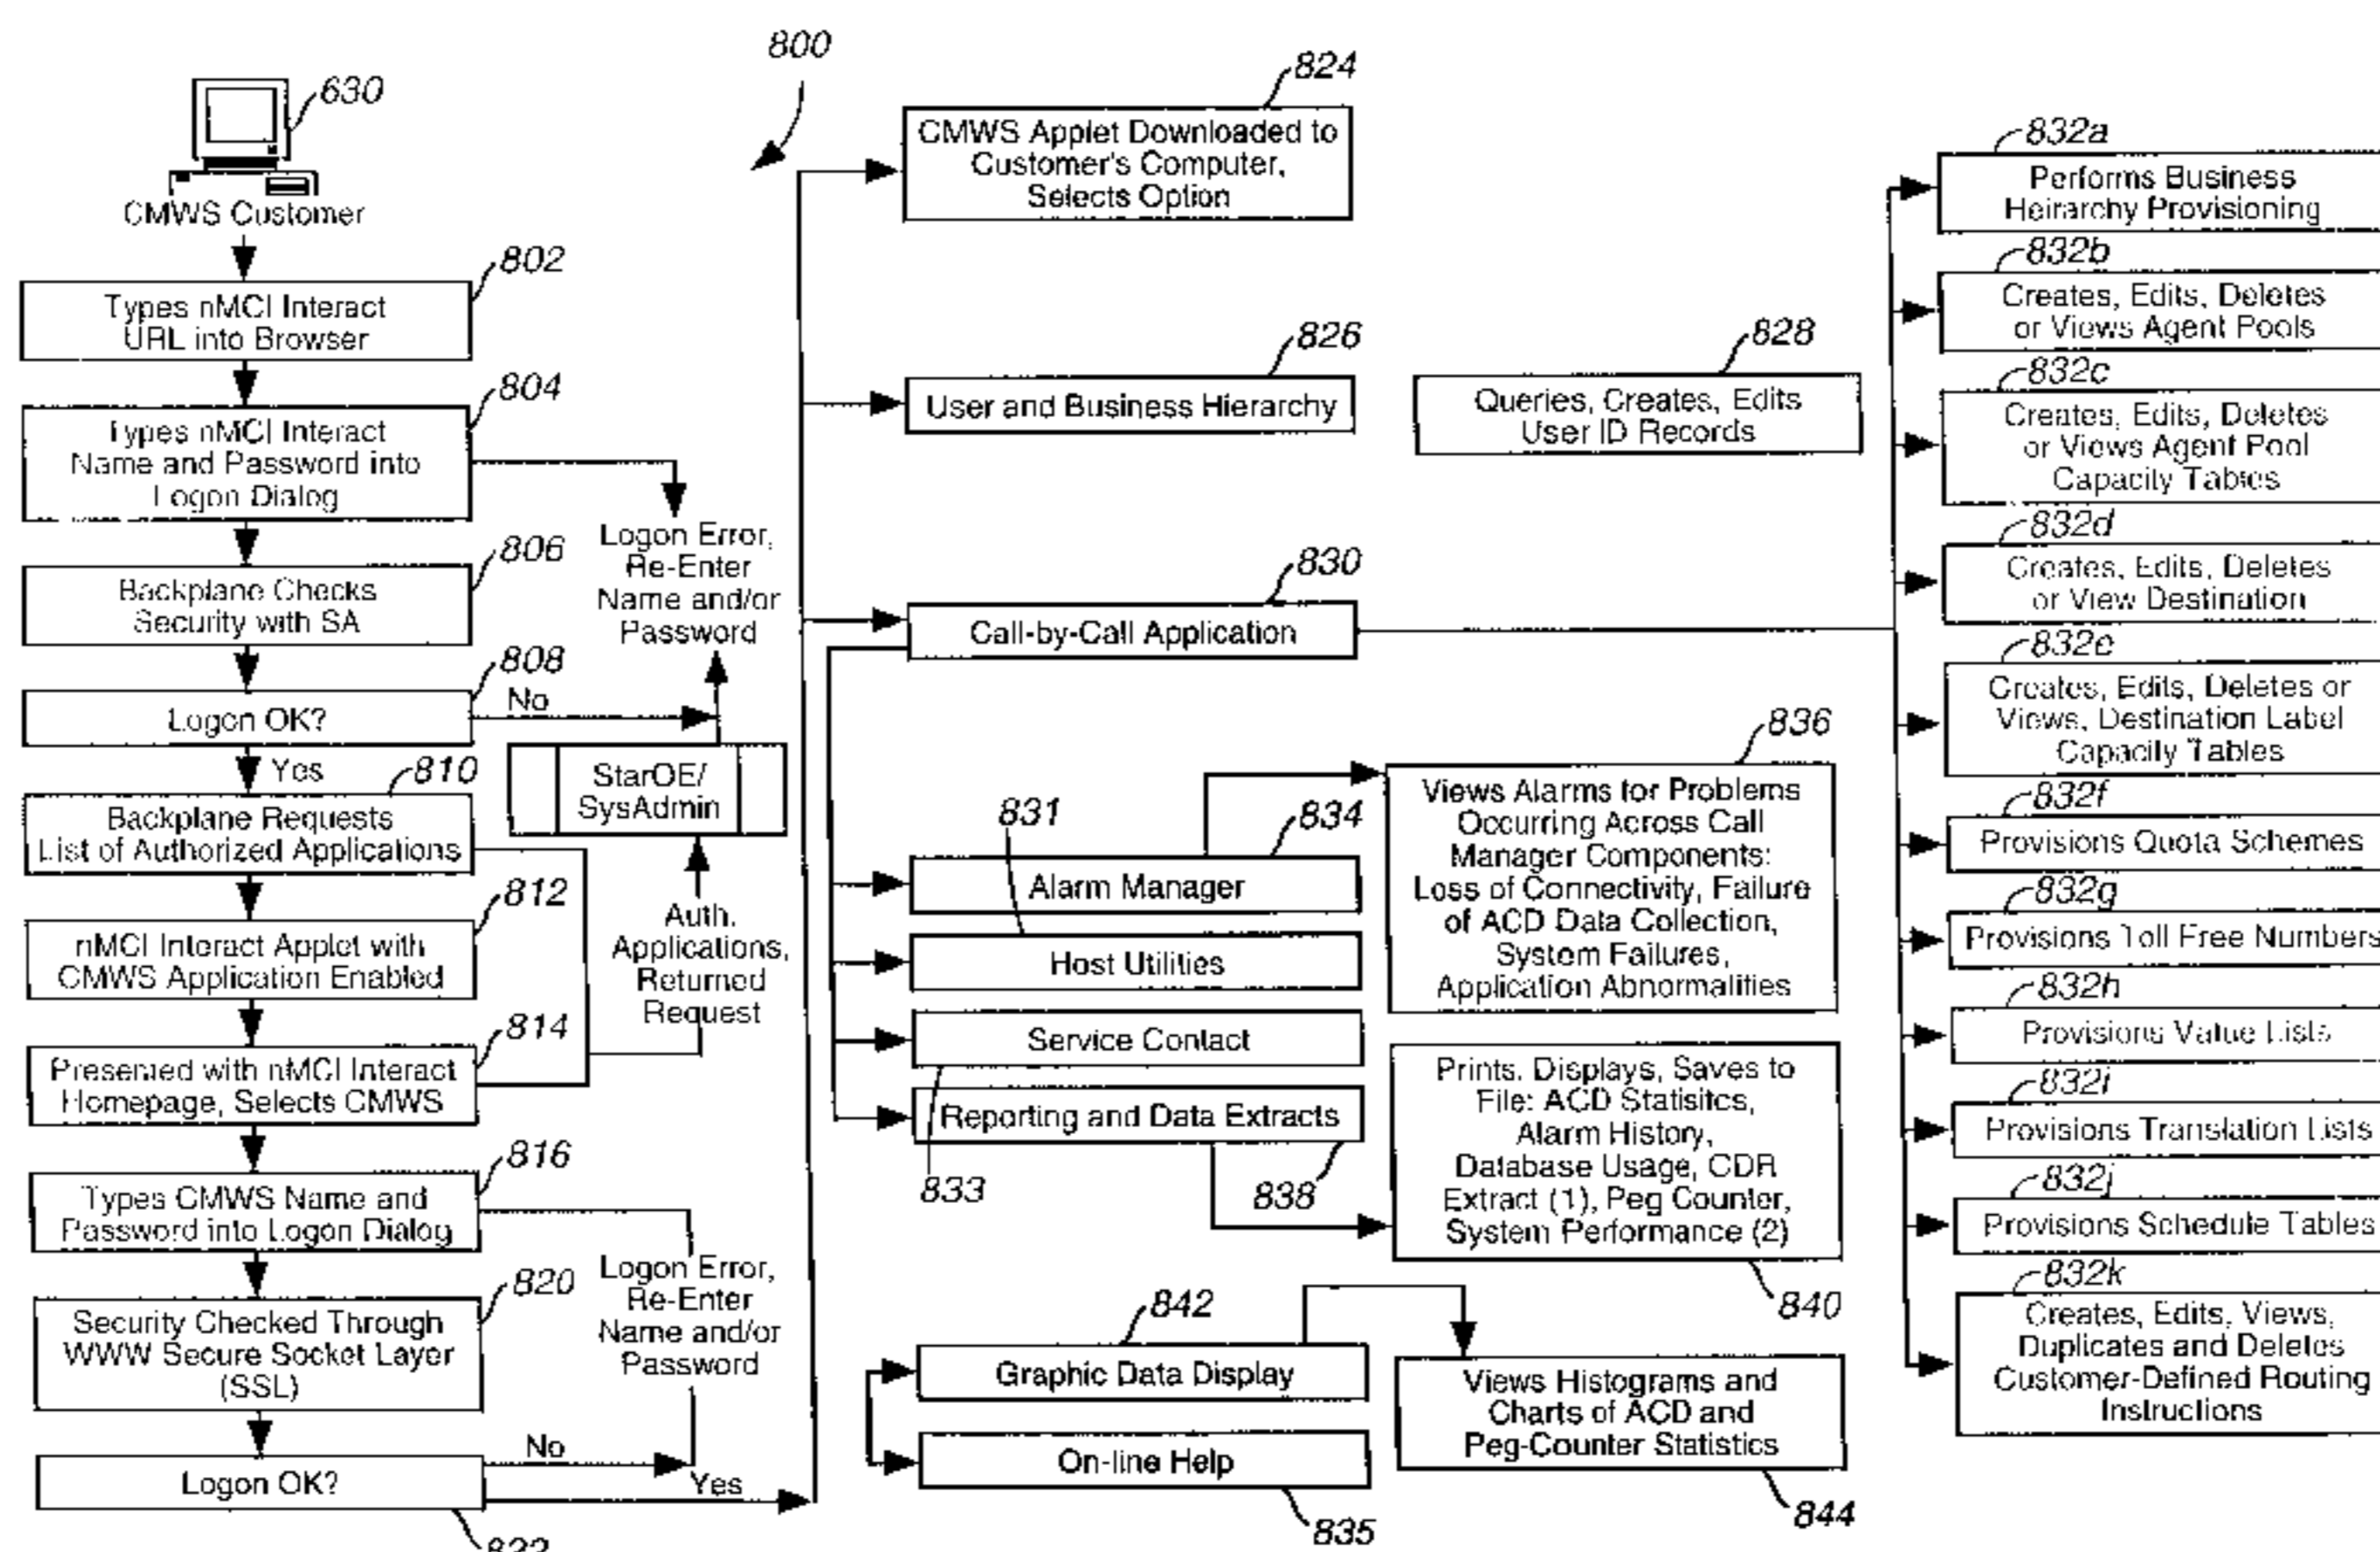 630
CMWS Customer
802
Types nMCI Interact
URL into Browser
804
Types nMCI Interact
Name and Password into
Logon Dialog
Logon Error,
Re-Enter
Name and/or
Password
806
Backplane Checks
Security with SA
808
Logon OK?
No
Yes
StarOE/
SysAdmin
810
Backplane Requests
List of Authorized Applications
812
nMCI Interact Applet with
CMWS Application Enabled
Auth.
Applications,
Returned
Request
814
Presented with nMCI Interact
Homepage, Selects CMWS
816
Types CMWS Name and
Password into Logon Dialog
820
Security Checked Through
WWW Secure Socket Layer
(SSL)
Logon Error,
Re-Enter
Name and/or
Password
Logon OK?
No
Yes
822
800
824
CMWS Applet Downloaded to
Customer's Computer,
Selects Option
826
User and Business Hierarchy
828
Queries, Creates, Edits
User ID Records
830
Call-by-Call Application
831
834
Alarm Manager
Host Utilities
Service Contact
Reporting and Data Extracts
833
838
836
Views Alarms for Problems
Occurring Across Call
Manager Components:
Loss of Connectivity, Failure
of ACD Data Collection,
System Failures,
Application Abnormalities
Prints. Displays, Saves to
File: ACD Statisitcs,
Alarm History,
Database Usage, CDR
Extract (1), Peg Counter,
System Performance (2)
840
842
Graphic Data Display
On-line Help
835
Views Histograms and
Charts of ACD and
Peg-Counter Statistics
844
832a
Performs Business
Heirarchy Provisioning
832b
Creates, Edits, Deletes
or Views Agent Pools
832c
Creates, Edits, Deletes
or Views Agent Pool
Capacity Tables
832d
Creates, Edits, Deletes
or View Destination
832e
Creates, Edits, Deletes or
Views, Destination Label
Capacity Tables
832f
Provisions Quota Schemes
832g
Provisions Toll Free Numbers
832h
Provisions Value Lists
832i
Provisions Translation Lists
832j
Provisions Schedule Tables
832k
Creates, Edits, Views,
Duplicates and Deletes
Customer-Defined Routing
Instructions